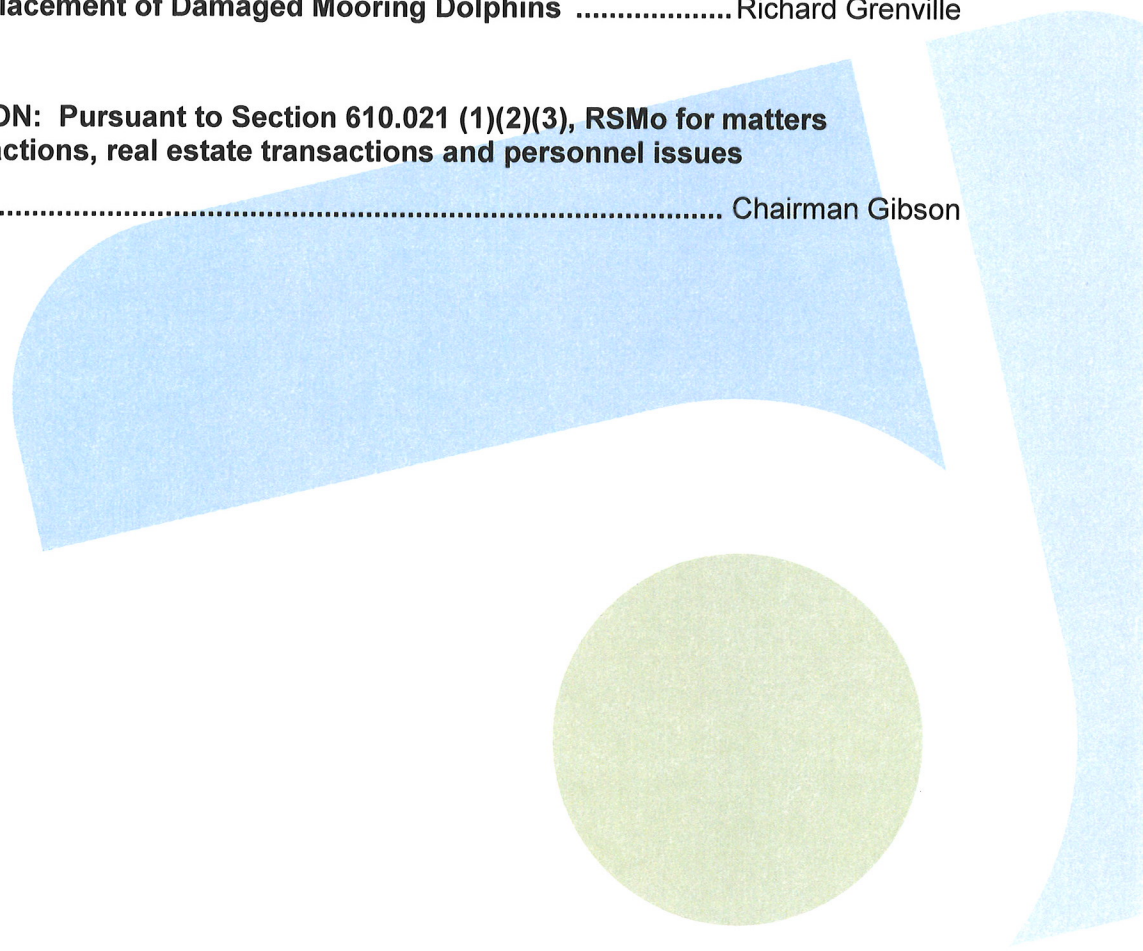 lacement of Damaged Mooring Dolphins ................... Richard Grenville
ON: Pursuant to Section 610.021 (1)(2)(3), RSMo for matters
actions, real estate transactions and personnel issues
........................................................................................... Chairman Gibson